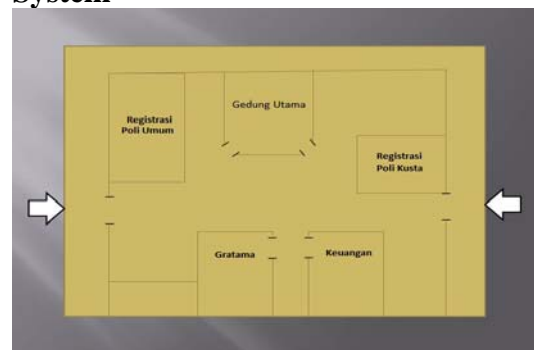 System
Gedung Utama
Registrasi
Poli Umum
Registrasi
Poli Kusta
Gratama
Keuangan